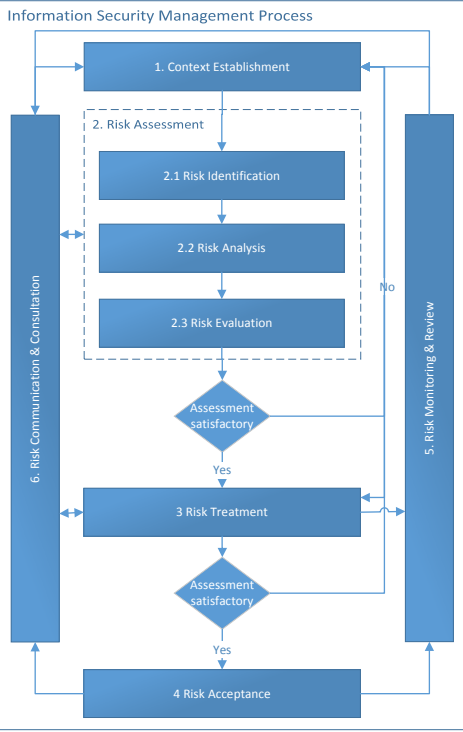 Information Security Management Process
1. Context Establishment
2. Risk Assessment
2.1 Risk Identification
2.2 Risk Analysis
2.3 Risk Evaluation
No
Assessment
satisfactory
Yes
3 Risk Treatment
Assessment
satisfactory
Yes
4 Risk Acceptance
5. Risk Monitoring & Review
6. Risk Communication & Consultation